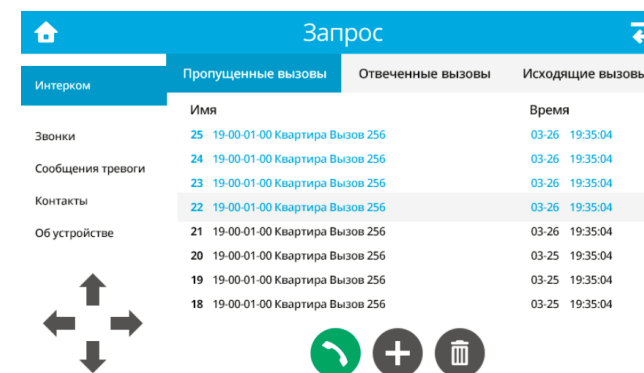 Запрос
Интерком
Звонки
Сообщения тревоги
Контакты
Об устройстве
Пропущенные вызовы Отвеченные вызовы Исходящие вызовы
Имя Время
25 19-00-01-00 Квартира Вызов 256 03-26 19:35:04
24 19-00-01-00 Квартира Вызов 256 03-26 19:35:04
23 19-00-01-00 Квартира Вызов 256 03-26 19:35:04
22 19-00-01-00 Квартира Вызов 256 03-26 19:35:04
21 19-00-01-00 Квартира Вызов 256 03-26 19:35:04
20 19-00-01-00 Квартира Вызов 256 03-25 19:35:04
19 19-00-01-00 Квартира Вызов 256 03-25 19:35:04
18 19-00-01-00 Квартира Вызов 256 03-25 19:35:04